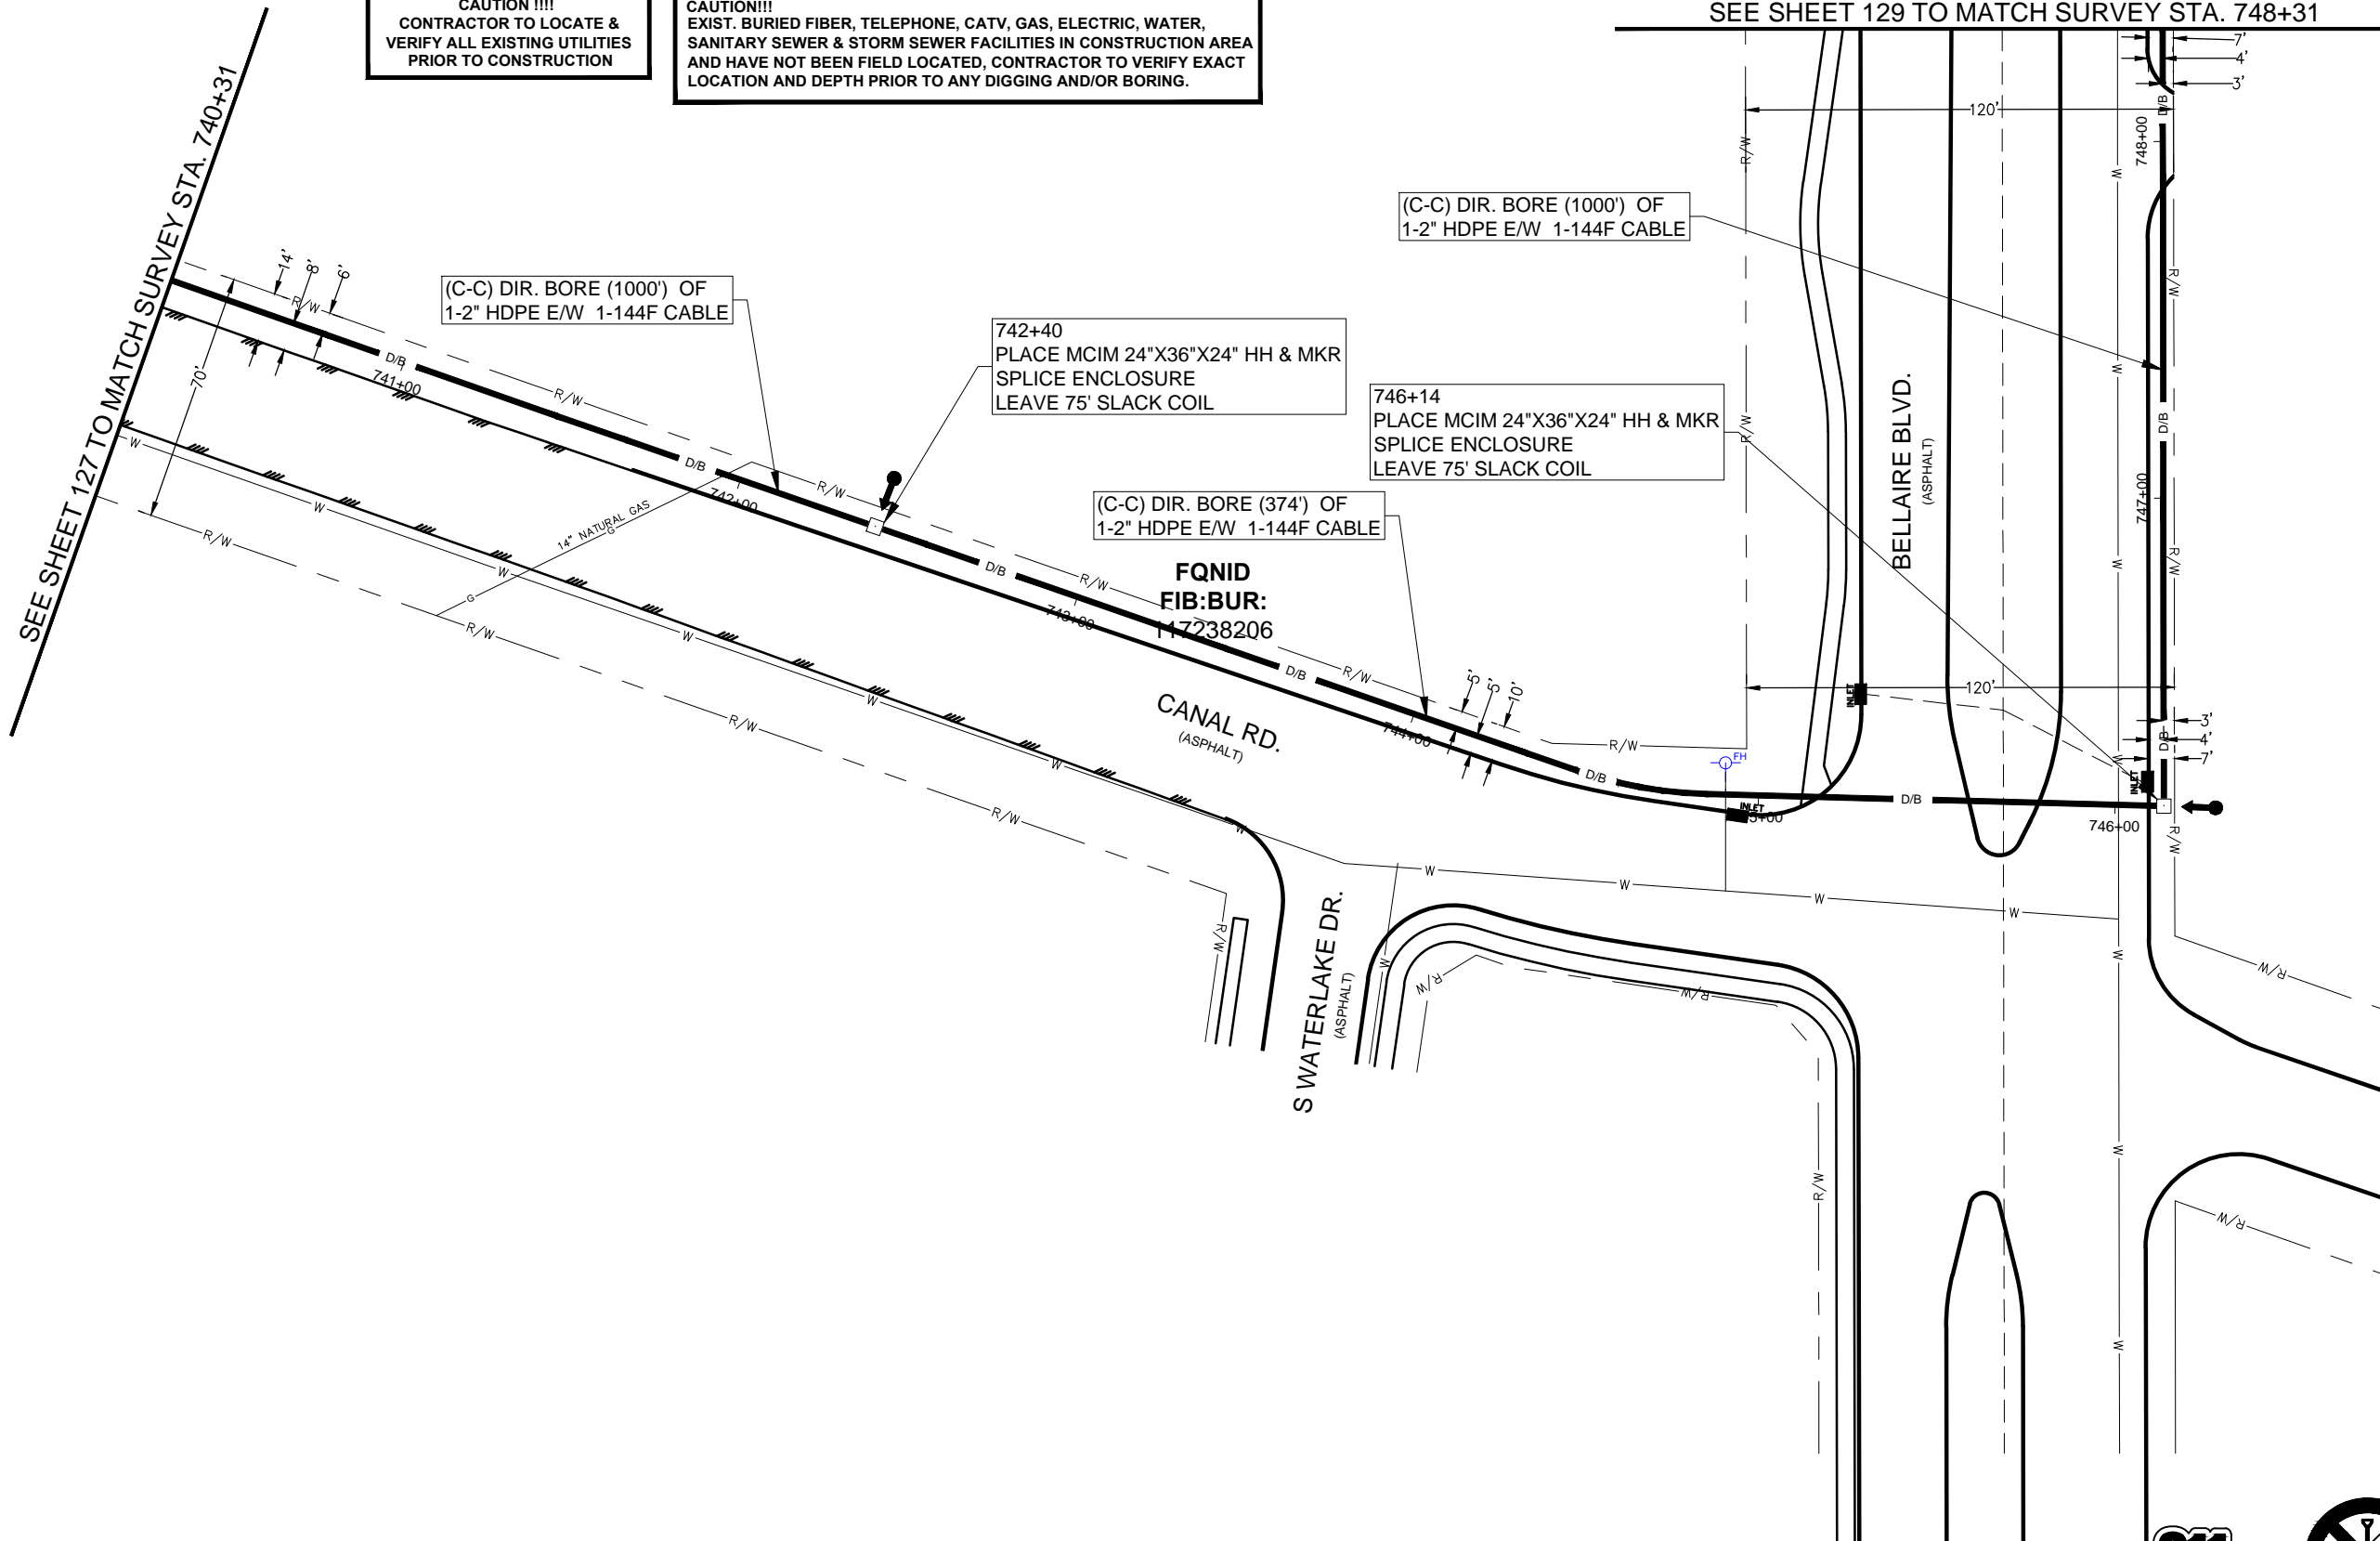 CAUTION !!!!
CONTRACTOR TO LOCATE &
VERIFY ALL EXISTING UTILITIES
PRIOR TO CONSTRUCTION
CAUTION!!!
EXIST. BURIED FIBER, TELEPHONE, CATV, GAS, ELECTRIC, WATER,
SANITARY SEWER & STORM SEWER FACILITIES IN CONSTRUCTION AREA
AND HAVE NOT BEEN FIELD LOCATED, CONTRACTOR TO VERIFY EXACT
LOCATION AND DEPTH PRIOR TO ANY DIGGING AND/OR BORING.
SEE SHEET 129 TO MATCH SURVEY STA. 748+31
7'
4'
3'
120'
D/B
748+00
R/W
W
SEE SHEET 127 TO MATCH SURVEY STA. 740+31
(C-C) DIR. BORE (1000') OF
1-2" HDPE E/W 1-144F CABLE
14'
8'
6'
R/W
70'
(C-C) DIR. BORE (1000') OF
1-2" HDPE E/W 1-144F CABLE
R/W
742+40
PLACE MCIM 24"X36"X24" HH & MKR
SPLICE ENCLOSURE
LEAVE 75' SLACK COIL
D/B
741+00
R/W
W
746+14
PLACE MCIM 24"X36"X24" HH & MKR
SPLICE ENCLOSURE
LEAVE 75' SLACK COIL
BELLAIRE BLVD.
(ASPHALT)
R/W
D/B
W
D/B
R/W
742+00
(C-C) DIR. BORE (374') OF
1-2" HDPE E/W 1-144F CABLE
747+00
W
14" NATURAL GAS
G
R/W
W
R/W
D/B
R/W
W
FQNID
FIB:BUR:
117238206
G
743+00
R/W
W
D/B
R/W
5'
5'
10'
120'
INLET
W
R/W
CANAL RD.
(ASPHALT)
744+00
R/W
3'
D/B
4'
7'
W
FH
W
D/B
INLET
D/B
INLET
5+00
746+00
R/W
R/W
W
W
W
W
W
R/W
S WATERLAKE DR.
(ASPHALT)
W
R/W
R/W
W
R/W
W
R/W
R/W
W
811